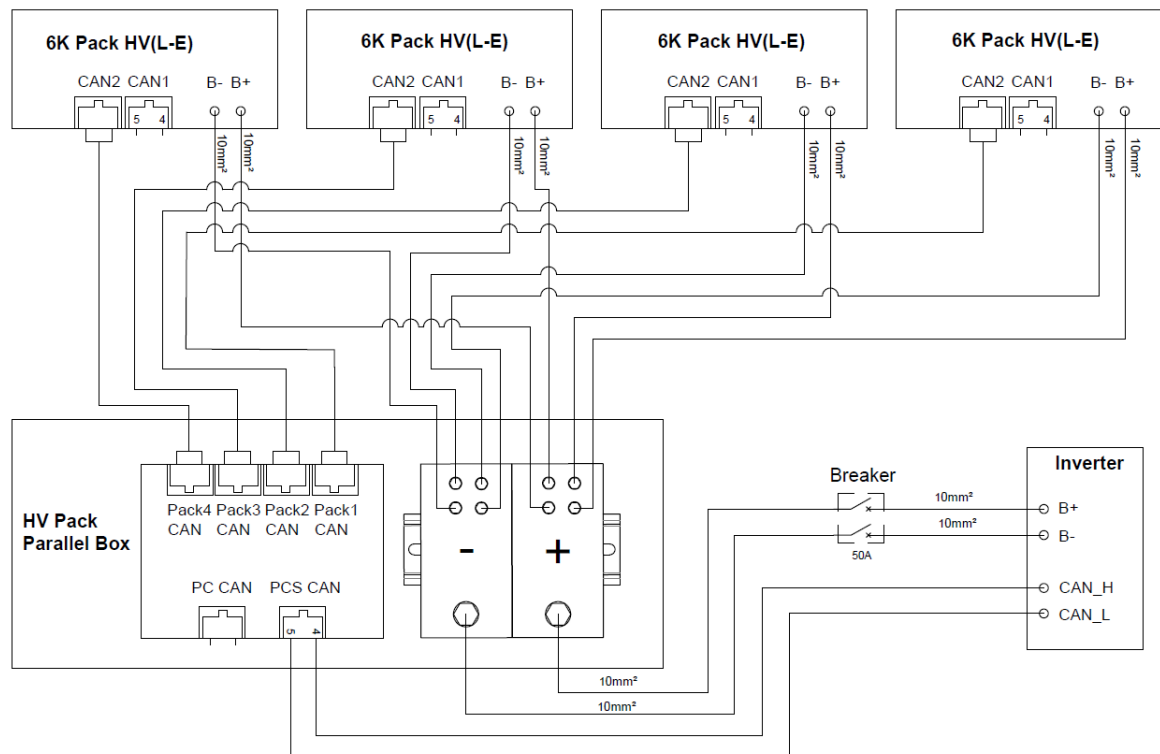 6K Pack HV(L-E)
CAN2 CAN1 B- B+
5 4
10mm²
10mm²
6K Pack HV(L-E)
CAN2 CAN1 B- B+
5 4
10mm²
10mm²
6K Pack HV(L-E)
CAN2 CAN1 B- B+
5 4
10mm²
10mm²
6K Pack HV(L-E)
CAN2 CAN1 B- B+
5 4
10mm²
10mm²
HV Pack
Parallel Box
Pack4
CAN
Pack3
CAN
Pack2
CAN
Pack1
CAN
PC CAN
PCS CAN
5 4
- +
10mm²
10mm²
Breaker
50A
10mm²
10mm²
Inverter
B+
B-
CAN_H
CAN_L